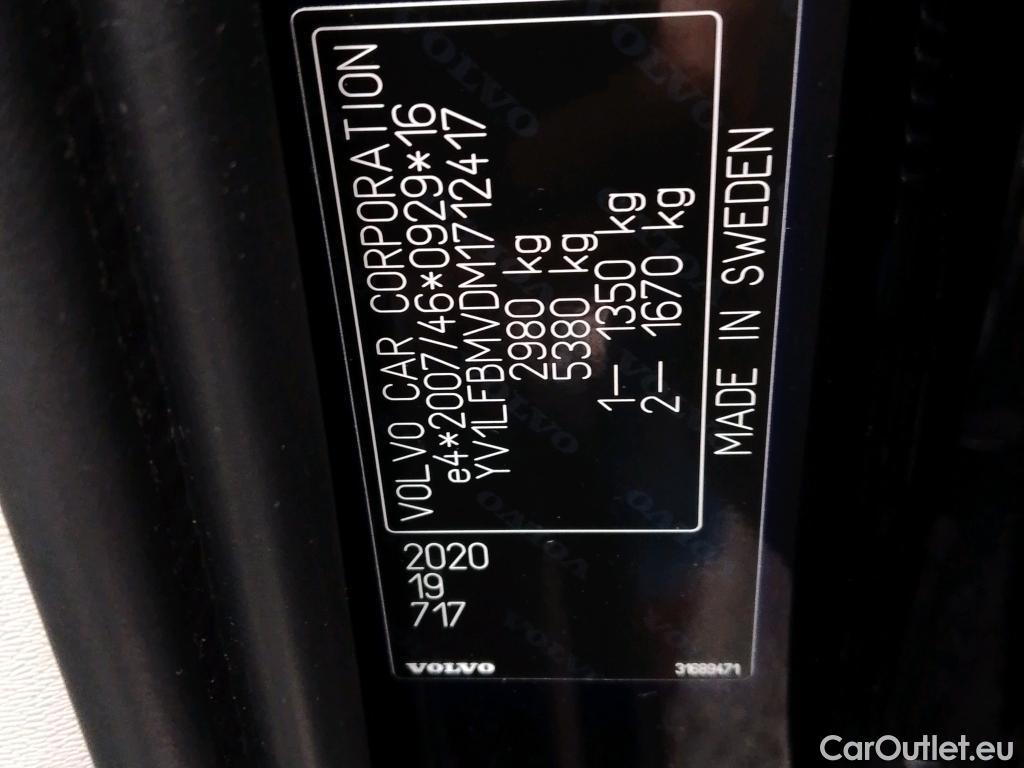 VOLVO CAR CORPORATION
e4*2007/46*0929*16
YV1LFBMVDM1712417
2980 kg
5380 kg
1– 1350 kg
2– 1670 kg
MADE IN SWEDEN
2020
19
717
VOLVO
31689471
CarOutlet.eu